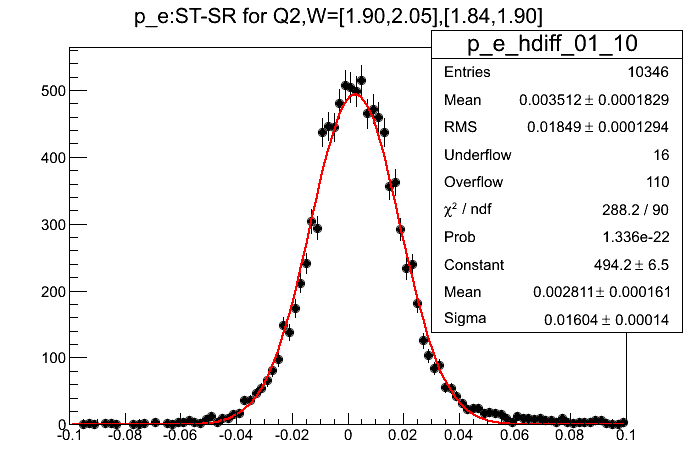 p_e:ST-SR for Q2,W=[1.90,2.05],[1.84,1.90]
p_e_hdiff_01_10
Entries 10346
Mean 0.003512 ± 0.0001829
RMS 0.01849 ± 0.0001294
Underflow 16
Overflow 110
χ² / ndf 288.2 / 90
Prob 1.336e-22
Constant 494.2 ± 6.5
Mean 0.002811 ± 0.000161
Sigma 0.01604 ± 0.00014
500
400
300
200
100
0
-0.1 -0.08 -0.06 -0.04 -0.02 0 0.02 0.04 0.06 0.08 0.1